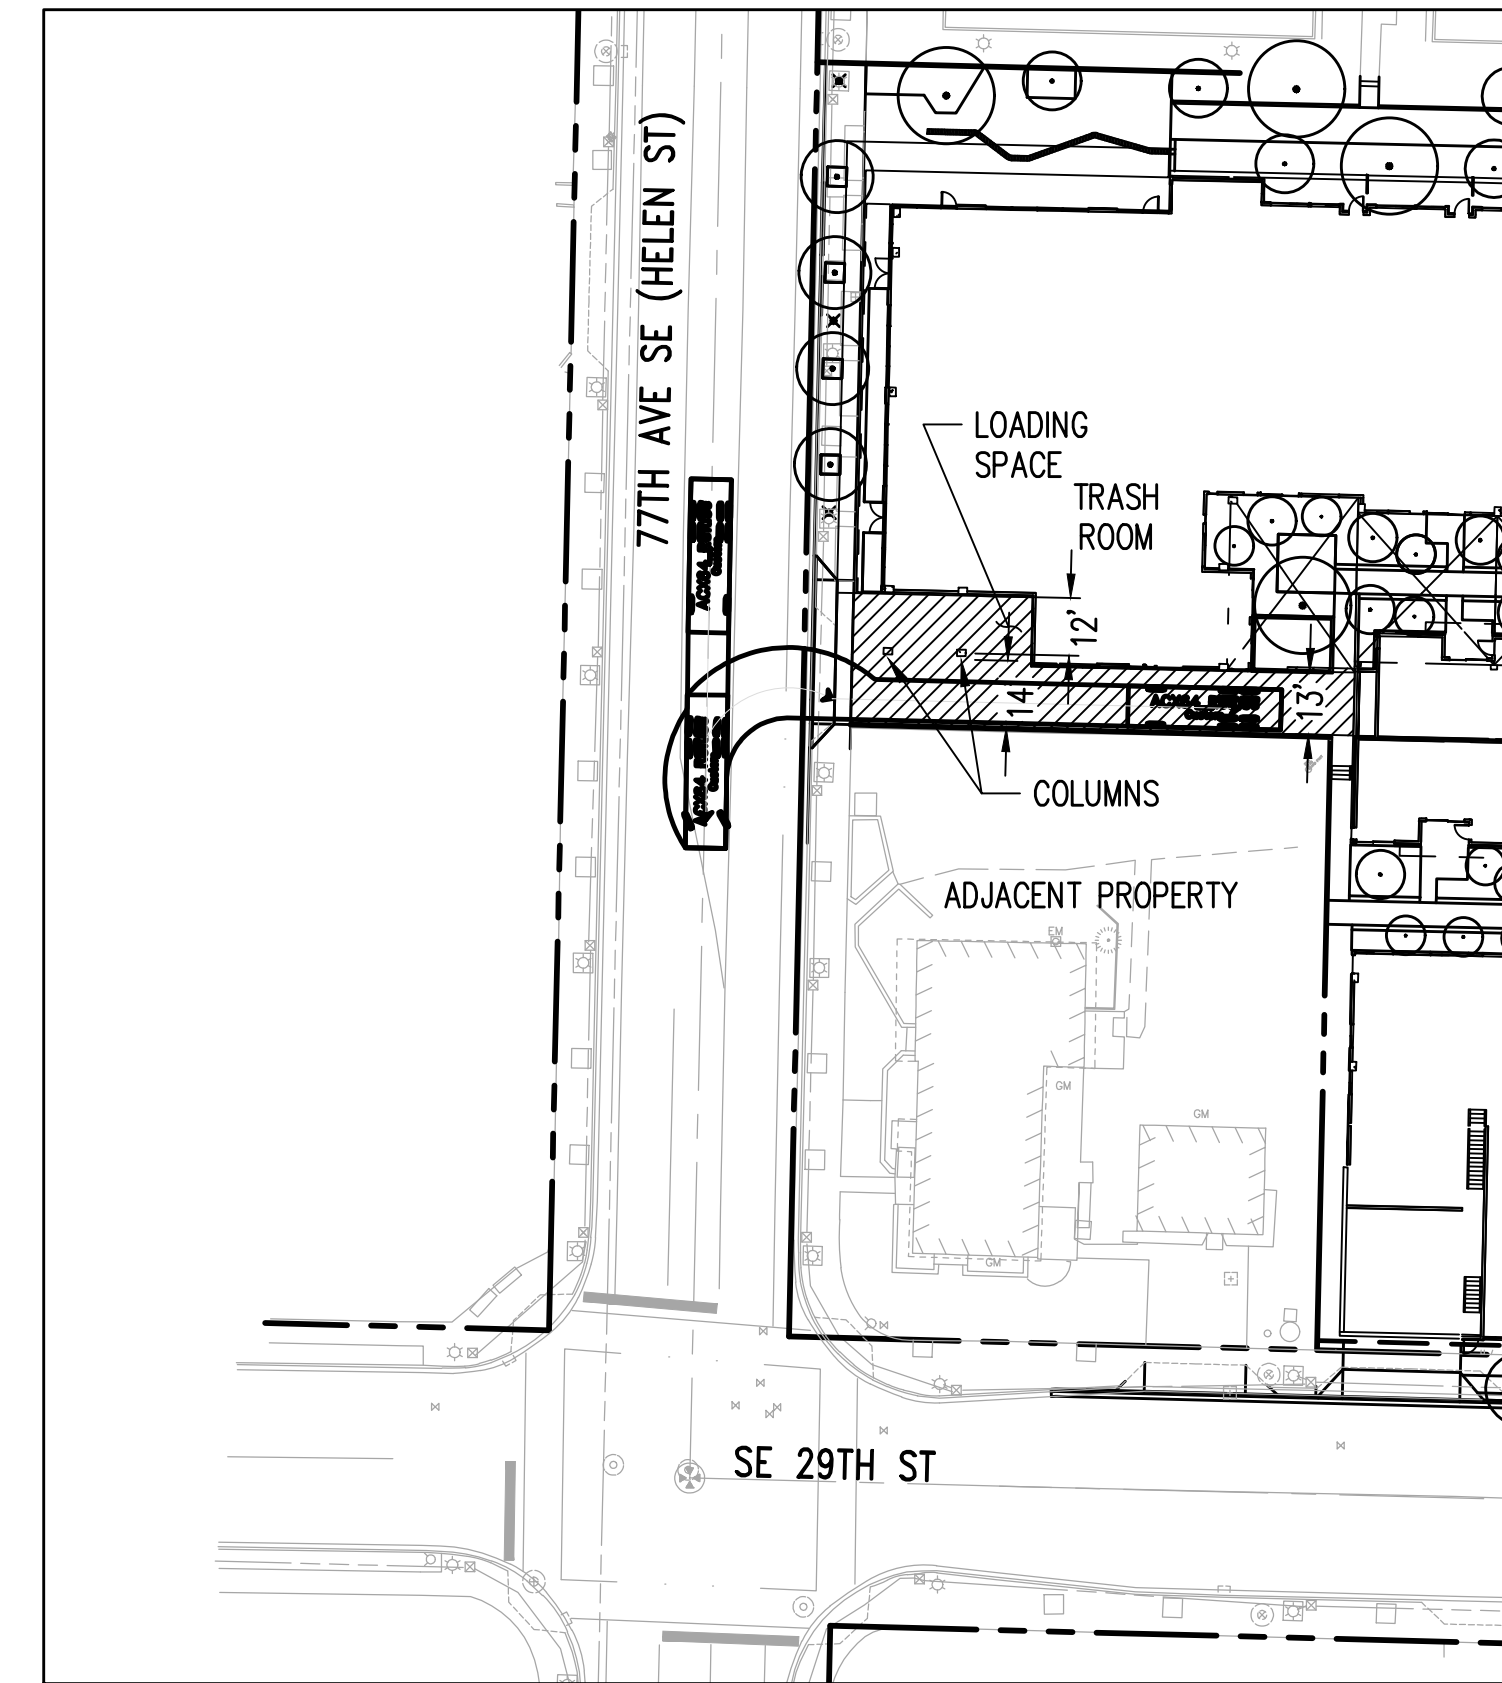 77TH AVE SE (HELEN ST)
LOADING
SPACE
TRASH
ROOM
12'
14'
13'
COLUMNS
ADJACENT PROPERTY
EM
GM
GM
GM
SE 29TH ST